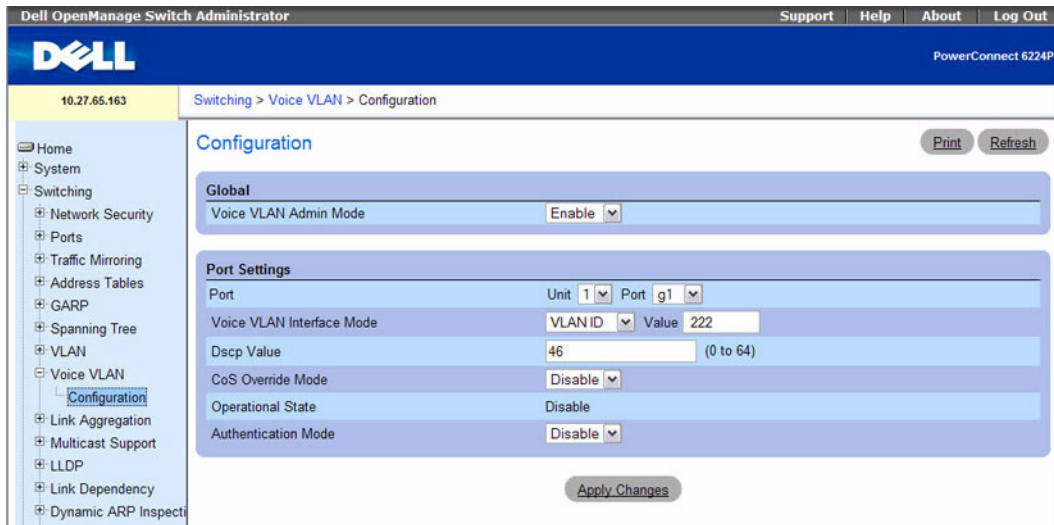 Dell OpenManage Switch Administrator
Support Help About Log Out
DELL
PowerConnect 6224P
10.27.65.163
Switching > Voice VLAN > Configuration
Home
System
Switching
Network Security
Ports
Traffic Mirroring
Address Tables
GARP
Spanning Tree
VLAN
Voice VLAN
Configuration
Link Aggregation
Multicast Support
LLDP
Link Dependency
Dynamic ARP Inspecti
Configuration
Print Refresh
Global
Voice VLAN Admin Mode Enable
Port Settings
Port Unit 1 Port g1
Voice VLAN Interface Mode VLAN ID Value 222
Dscp Value 46 (0 to 64)
CoS Override Mode Disable
Operational State Disable
Authentication Mode Disable
Apply Changes